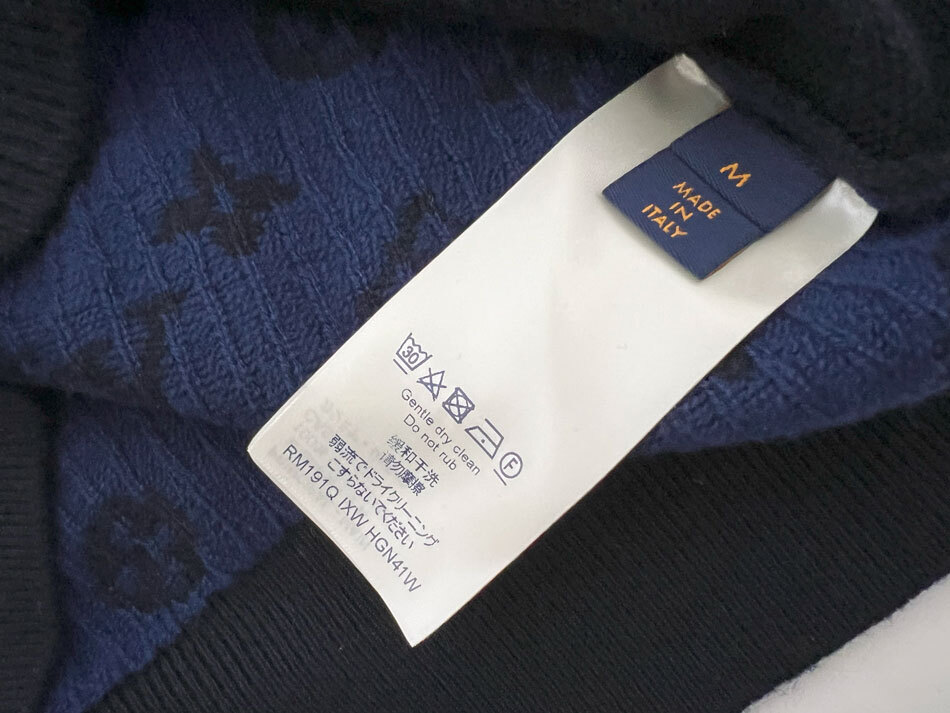 M
MADE
IN
ITALY
30
F
Gentle dry clean
Do not rub
缓和干洗
请勿摩擦
弱流でドライクリーニング
こすらないでください
RM191Q IXW HGN41W